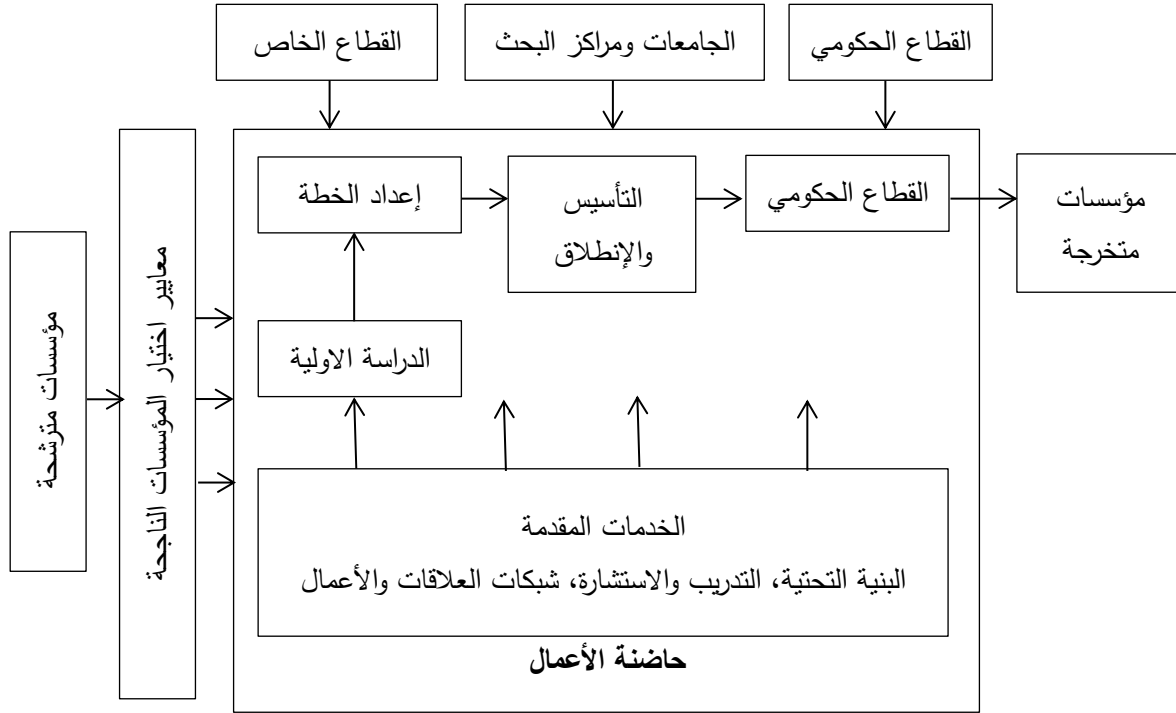 القطاع الحكومي
الجامعات ومراكز البحث
القطاع الخاص
إعداد الخطة
التأسيس
والإنطلاق
القطاع الحكومي
مؤسسات
متخرجة
مؤسسات مترشحة
معايير اختيار المؤسسات الناجحة
الدراسة الاولية
الخدمات المقدمة
البنية التحتية، التدريب والاستشارة، شبكات العلاقات والأعمال
حاضنة الأعمال